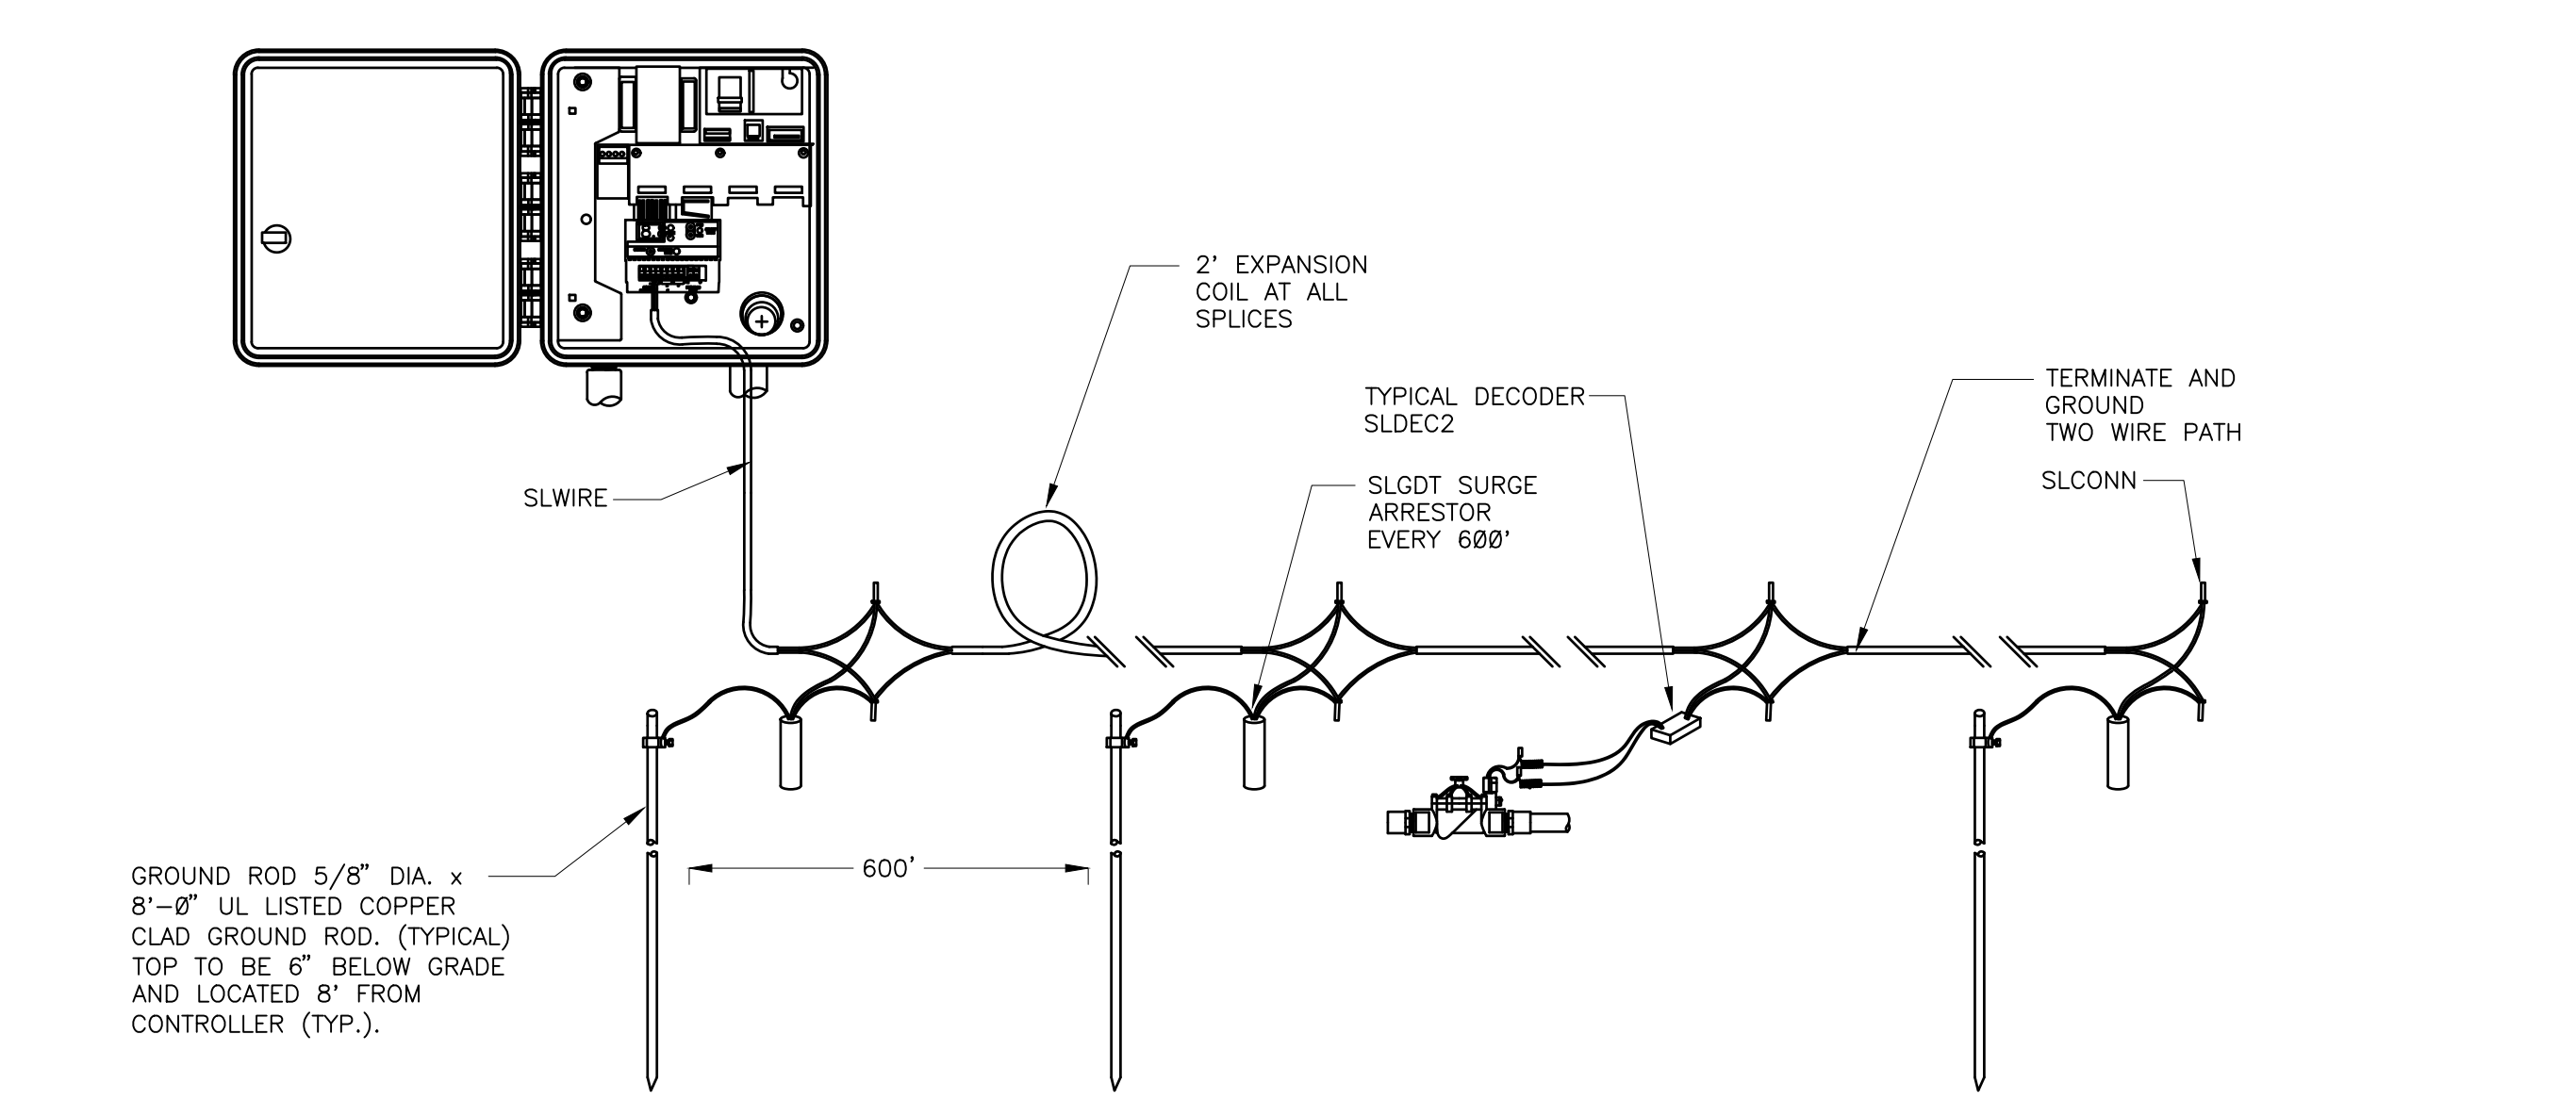 2' EXPANSION
COIL AT ALL
SPLICES
TYPICAL DECODER
SLDEC2
TERMINATE AND
GROUND
TWO WIRE PATH
SLWIRE
SLGDT SURGE
ARRESTOR
EVERY 600'
SLCONN
600'
GROUND ROD 5/8" DIA. x
8'-0" UL LISTED COPPER
CLAD GROUND ROD. (TYPICAL)
TOP TO BE 6" BELOW GRADE
AND LOCATED 8' FROM
CONTROLLER (TYP.).